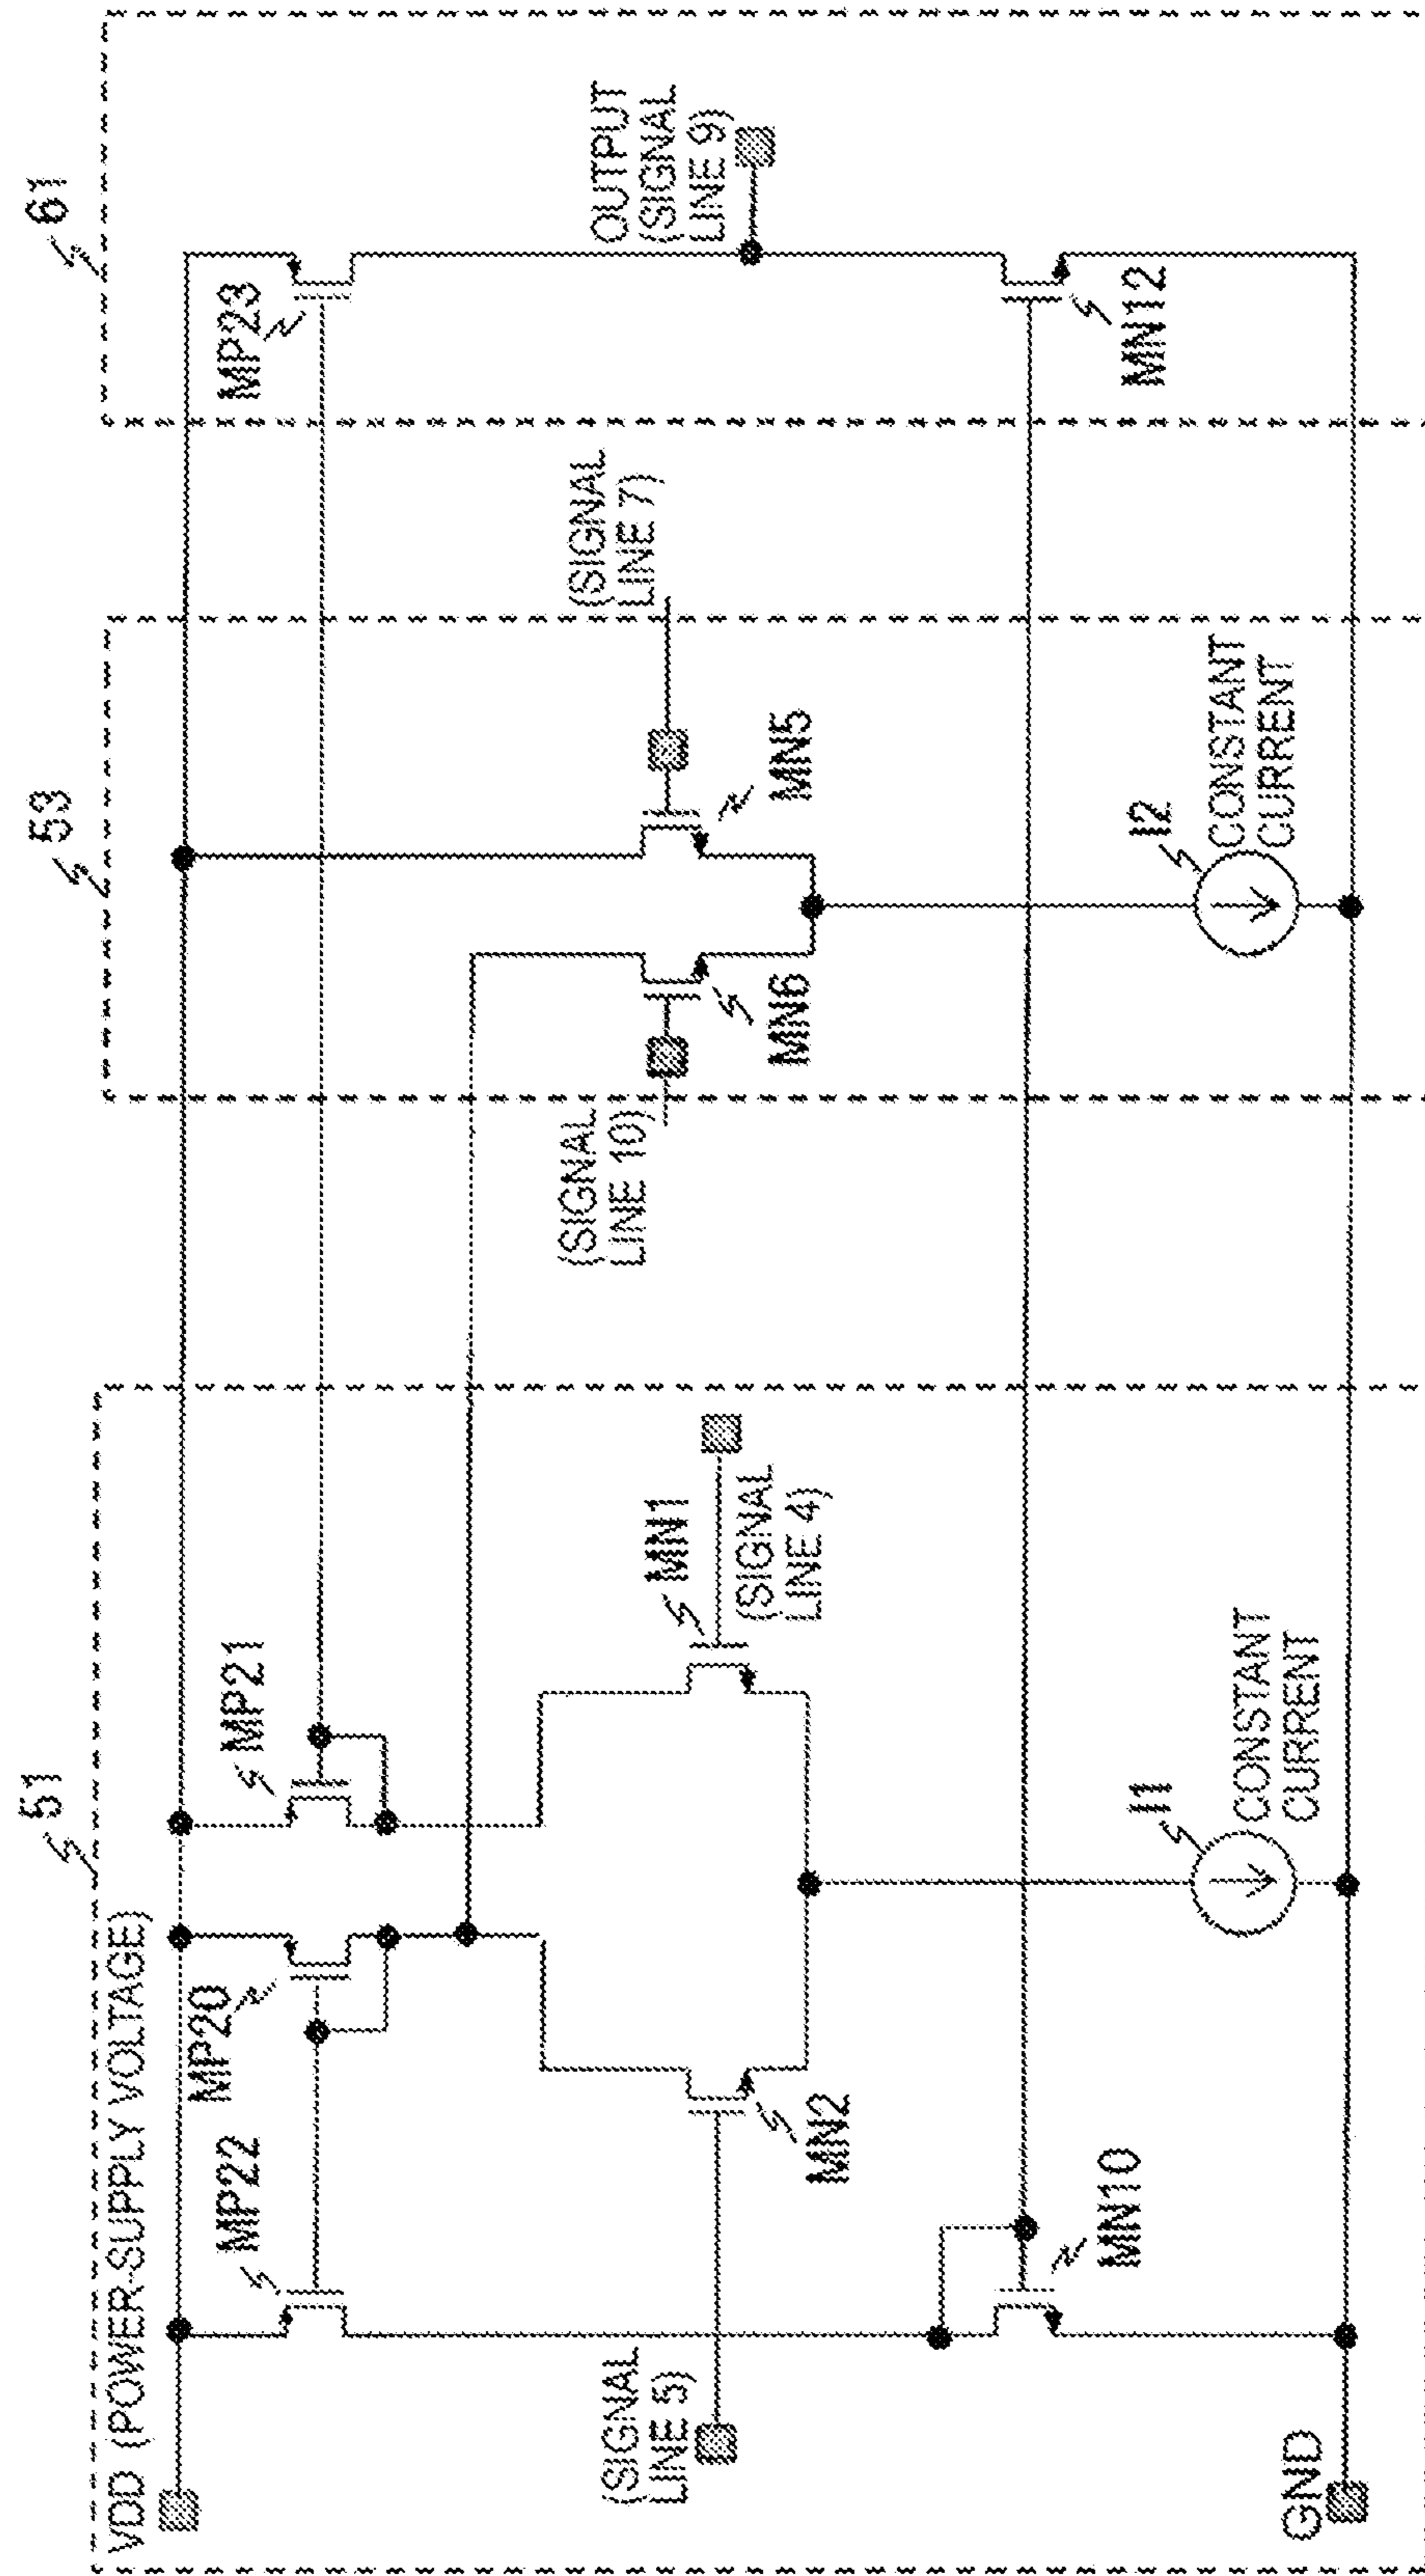 51
53
61
VDD (POWER-SUPPLY VOLTAGE)
MP22
MP20
MP21
MP23
(SIGNAL
LINE 5)
MN2
MN1
(SIGNAL
LINE 4)
(SIGNAL
LINE 10)
MN6
MN5
(SIGNAL
LINE 7)
OUTPUT
(SIGNAL
LINE 9)
MN10
MN12
I1
CONSTANT
CURRENT
I2
CONSTANT
CURRENT
GND